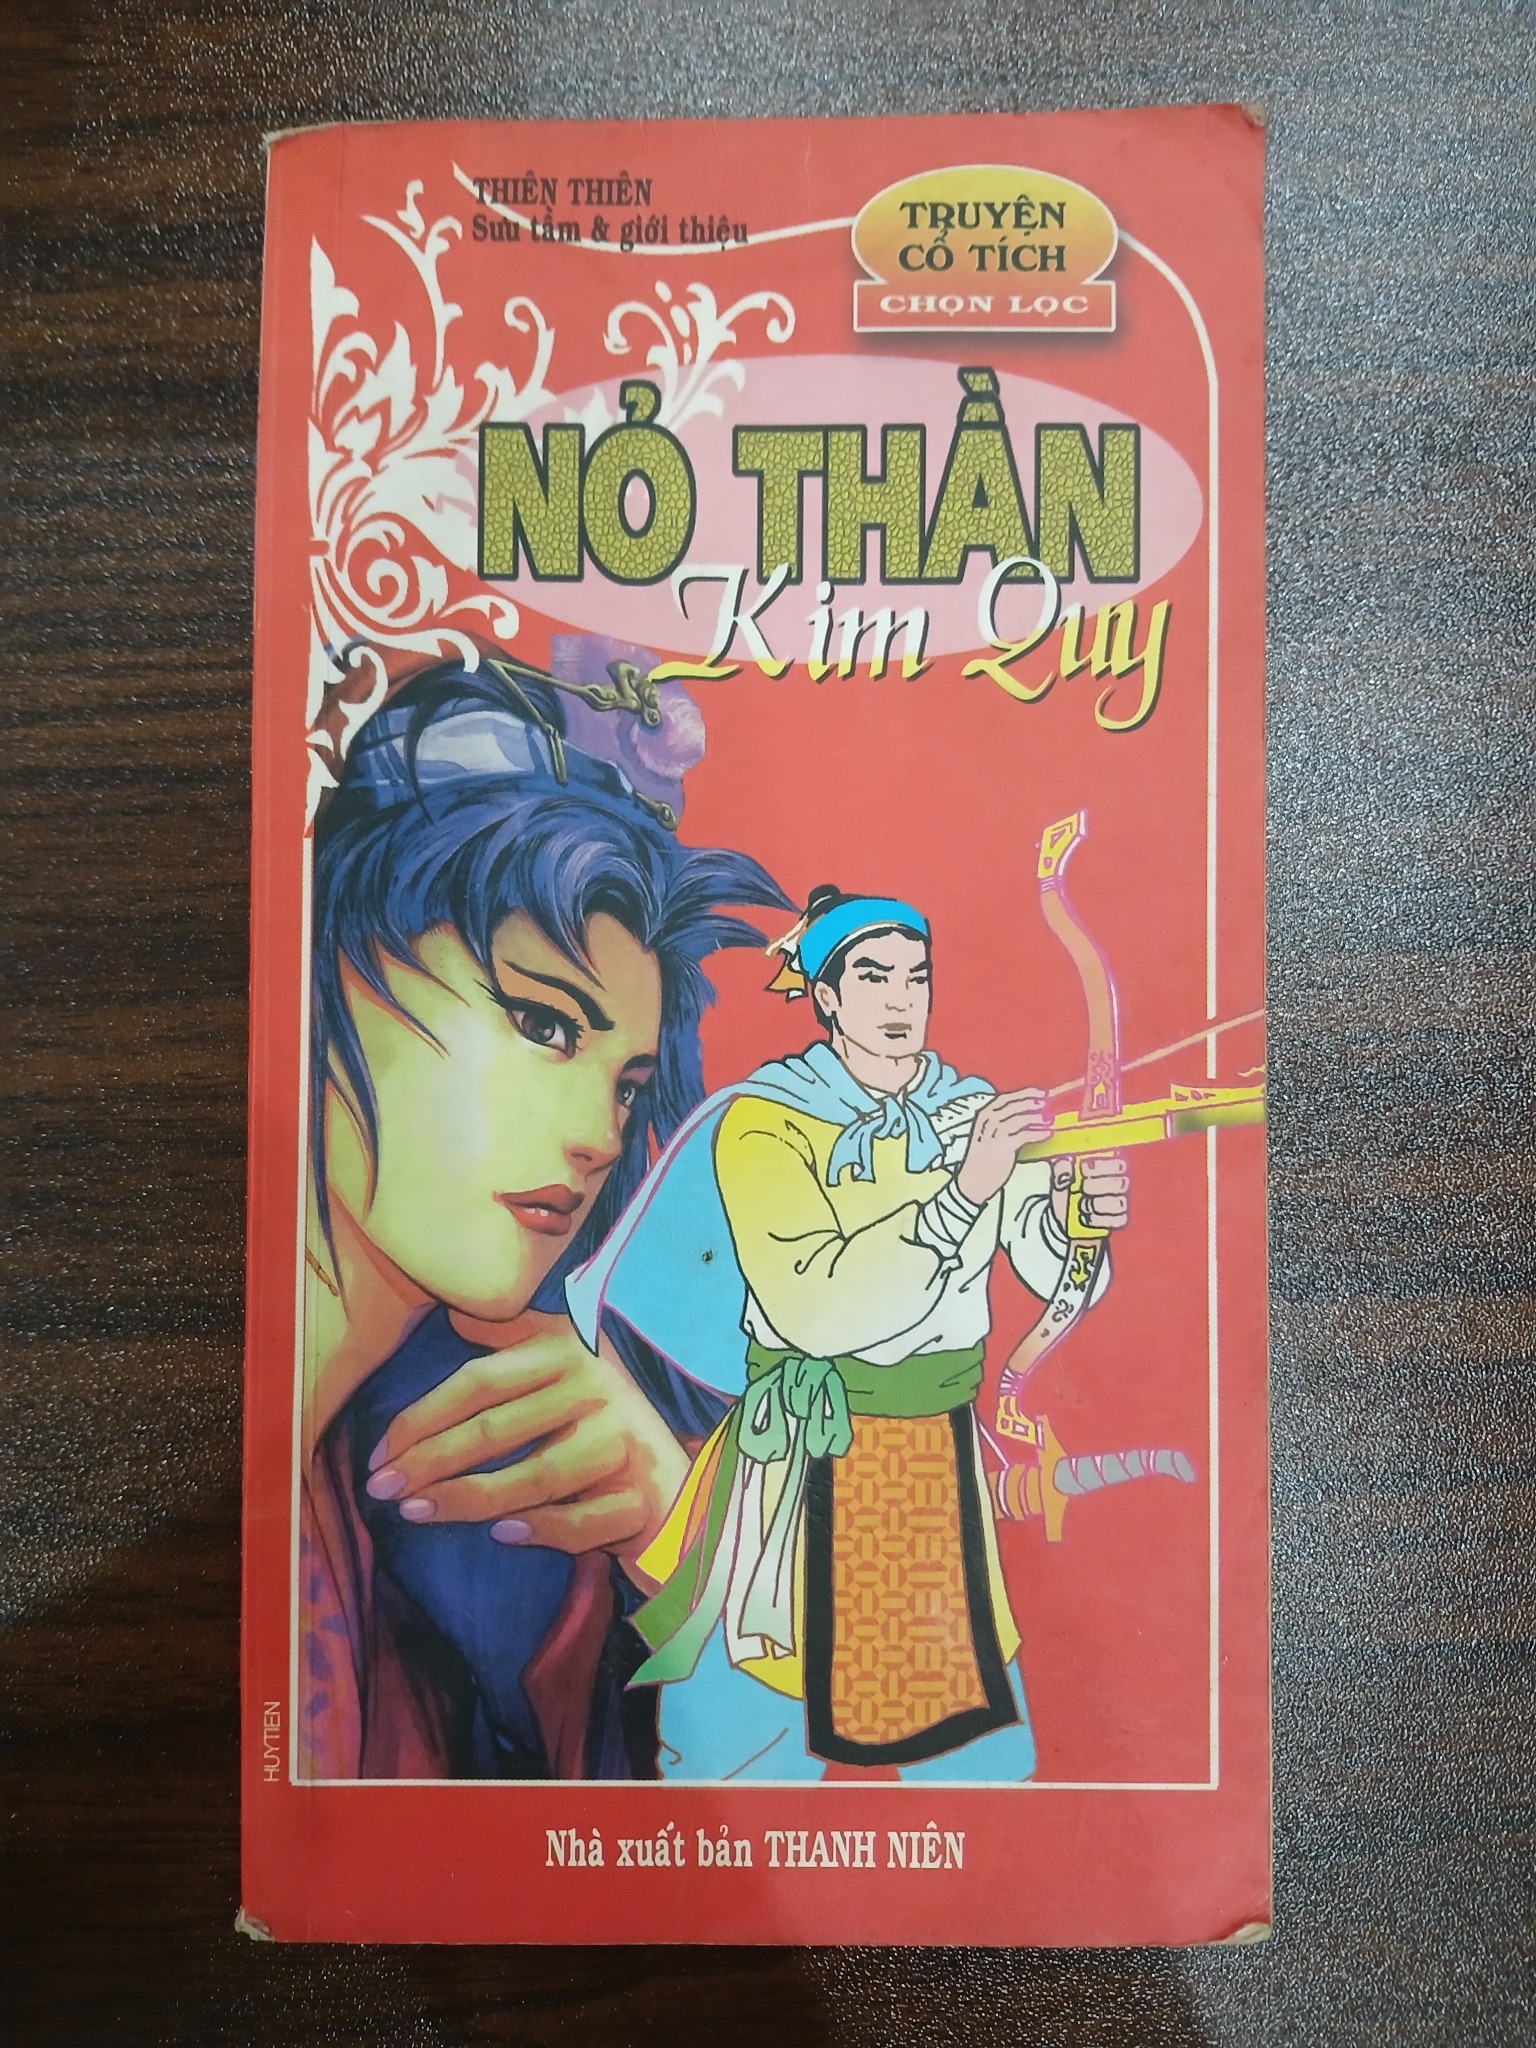 THIÊN THIÊN
Sưu tầm & giới thiệu
TRUYỆN
CỔ TÍCH
CHỌN LỌC
NỎ THẦN
Kim Quy
HUYTIEN
Nhà xuất bản THANH NIÊN